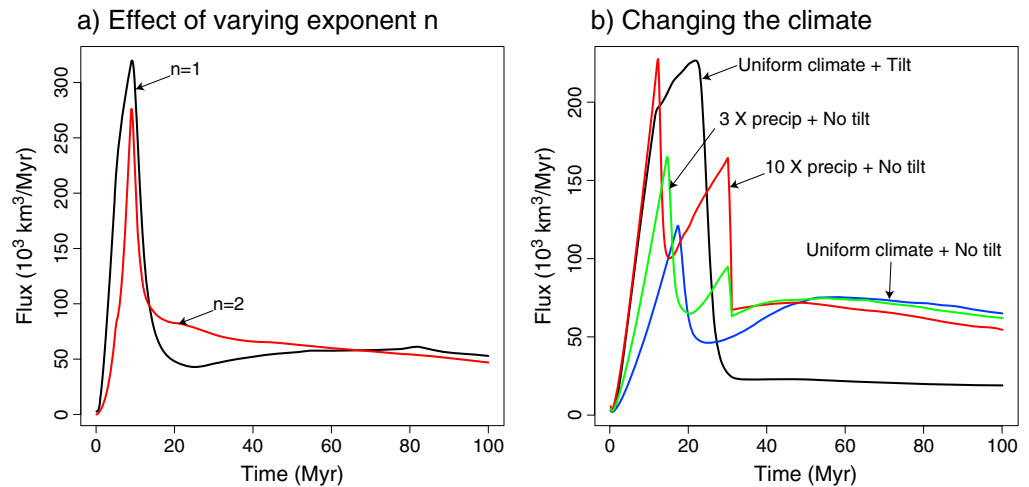 a) Effect of varying exponent n
Flux (10³ km³/Myr)
0
50
100
150
200
250
300
n=1
n=2
0
20
40
60
80
100
Time (Myr)
b) Changing the climate
Flux (10³ km³/Myr)
0
50
100
150
200
Uniform climate + Tilt
3 X precip + No tilt
10 X precip + No tilt
Uniform climate + No tilt
0
20
40
60
80
100
Time (Myr)